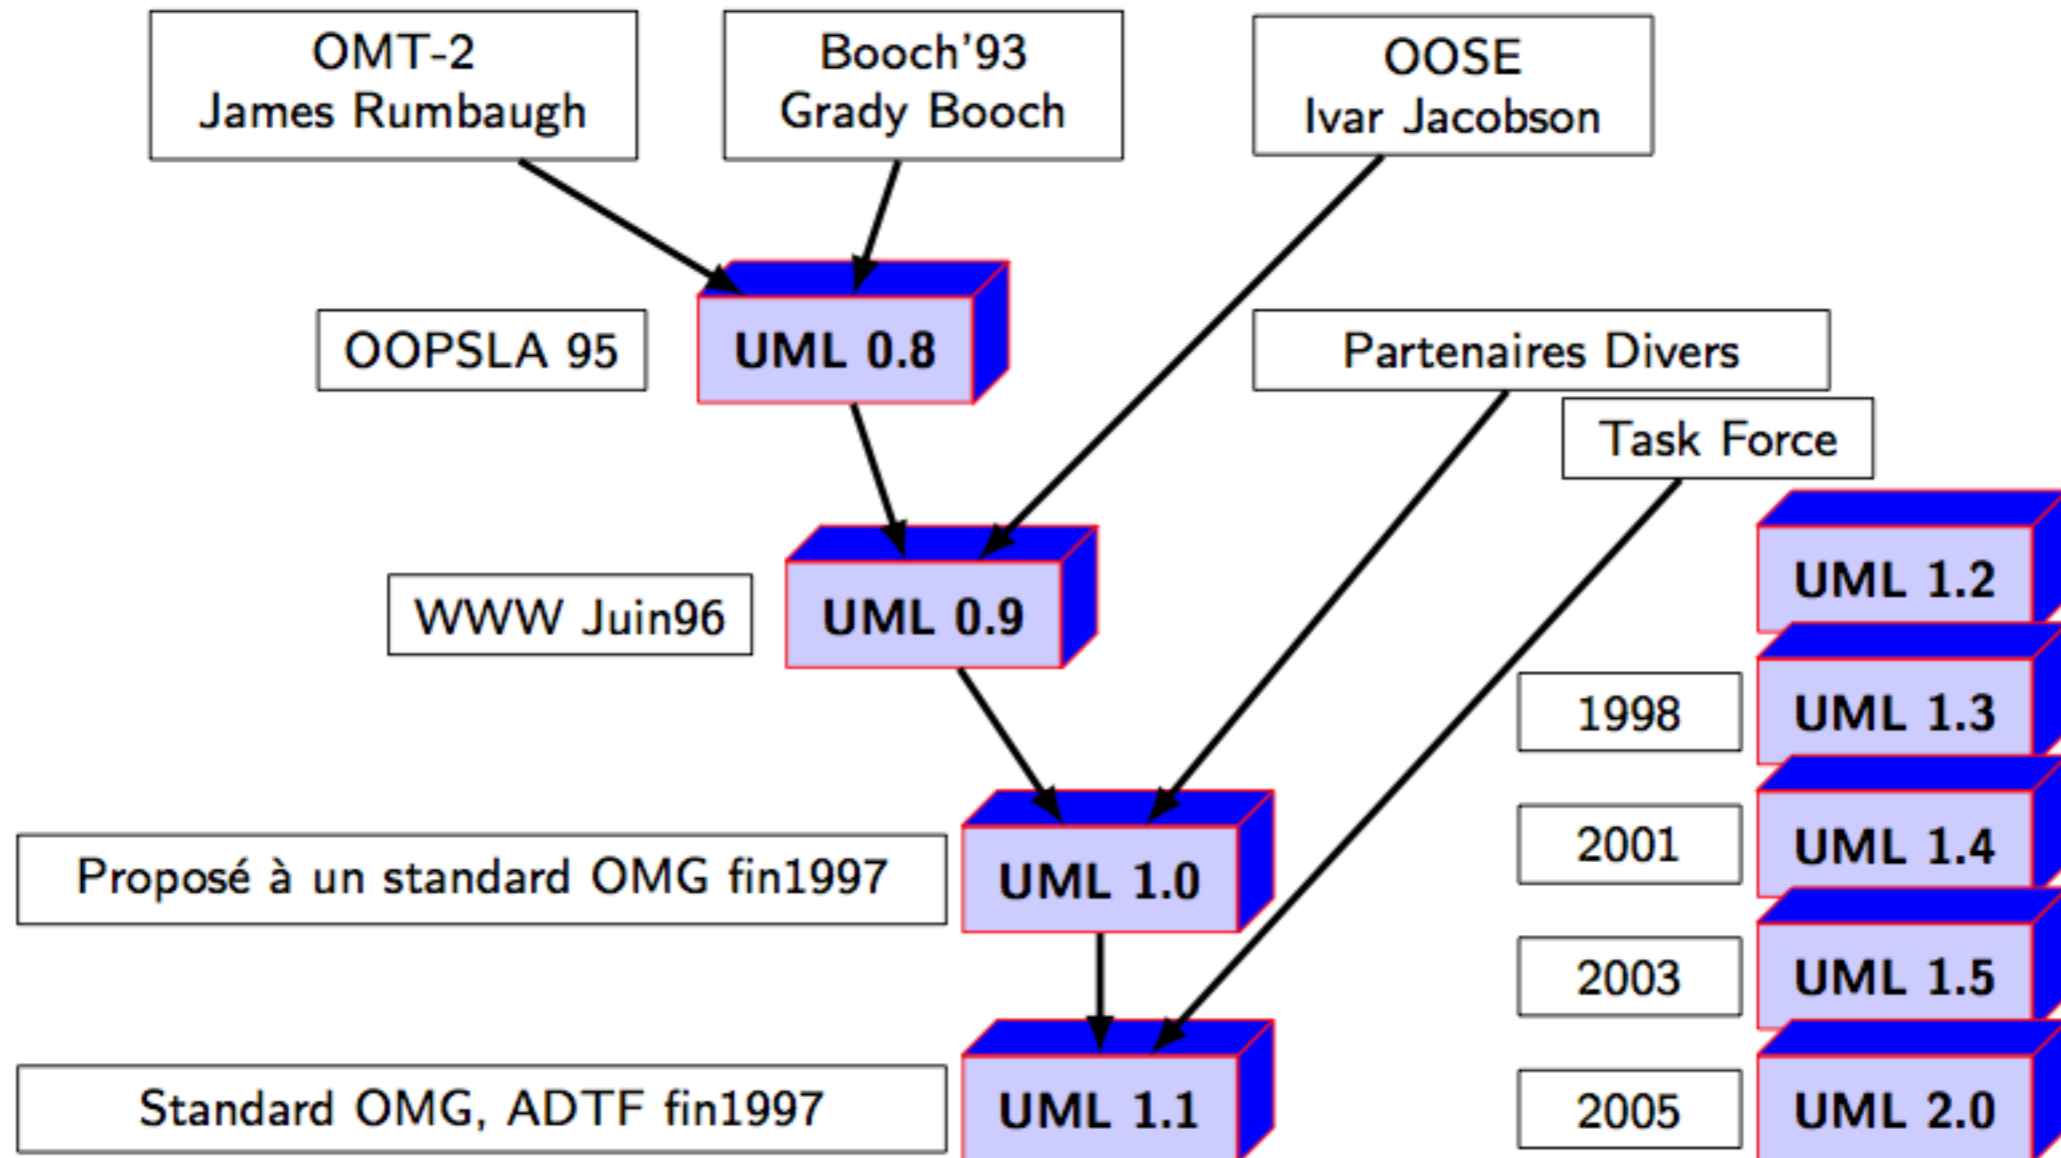 OMT-2
James Rumbaugh
Booch'93
Grady Booch
OOSE
Ivar Jacobson
OOPSLA 95
UML 0.8
Partenaires Divers
Task Force
WWW Juin96
UML 0.9
UML 1.2
1998
UML 1.3
Proposé à un standard OMG fin1997
UML 1.0
2001
UML 1.4
2003
UML 1.5
Standard OMG, ADTF fin1997
UML 1.1
2005
UML 2.0